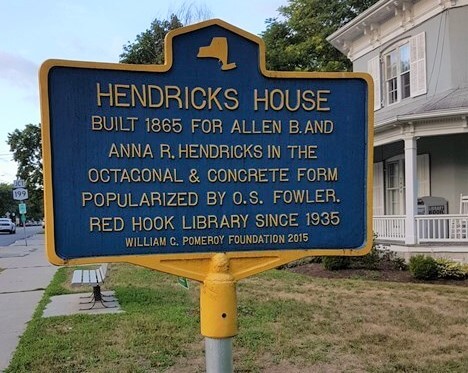 HENDRICKS HOUSE
BUILT 1865 FOR ALLEN B. AND
ANNA R. HENDRICKS IN THE
OCTAGONAL & CONCRETE FORM
POPULARIZED BY O.S. FOWLER.
RED HOOK LIBRARY SINCE 1935
WILLIAM C. POMEROY FOUNDATION 2015
199